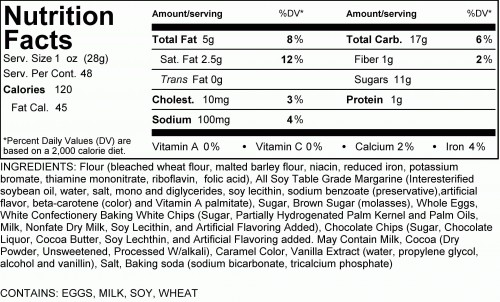 Nutrition
Facts
Serv. Size 1 oz (28g)
Serv. Per Cont. 48
Calories 120
Fat Cal. 45
*Percent Daily Values (DV) are
based on a 2,000 calorie diet.
Amount/serving %DV* Amount/serving %DV*
Total Fat 5g 8% Total Carb. 17g 6%
Sat. Fat 2.5g 12% Fiber 1g 2%
Trans Fat 0g Sugars 11g
Cholest. 10mg 3% Protein 1g
Sodium 100mg 4%
Vitamin A 0% • Vitamin C 0% • Calcium 2% • Iron 4%
INGREDIENTS: Flour (bleached wheat flour, malted barley flour, niacin, reduced iron, potassium
bromate, thiamine mononitrate, riboflavin, folic acid), All Soy Table Grade Margarine (Interesterified
soybean oil, water, salt, mono and diglycerides, soy lecithin, sodium benzoate (preservative),artificial
flavor, beta-carotene (color) and Vitamin A palmitate), Sugar, Brown Sugar (molasses), Whole Eggs,
White Confectionery Baking White Chips (Sugar, Partially Hydrogenated Palm Kernel and Palm Oils,
Milk, Nonfate Dry Milk, Soy Lecithin, and Artificial Flavoring Added), Chocolate Chips (Sugar, Chocolate
Liquor, Cocoa Butter, Soy Lechthin, and Artificial Flavoring added. May Contain Milk, Cocoa (Dry
Powder, Unsweetened, Processed W/alkali), Caramel Color, Vanilla Extract (water, propylene glycol,
alcohol and vanillin), Salt, Baking soda (sodium bicarbonate, tricalcium phosphate)
CONTAINS: EGGS, MILK, SOY, WHEAT